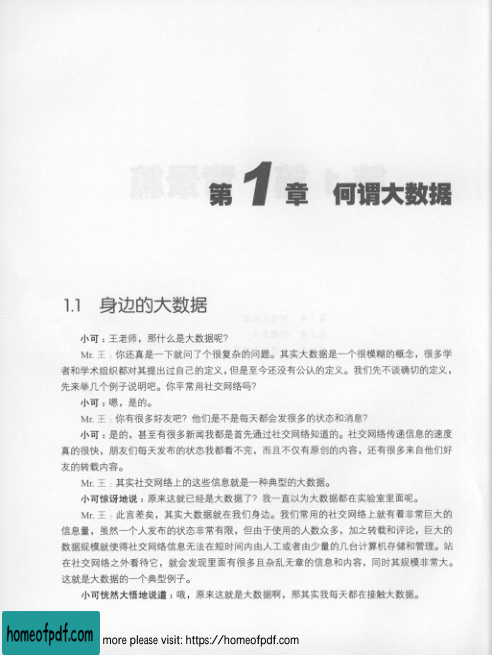 第1章 何谓大数据
1.1 身边的大数据
小可：王老师，那什么是大数据呢？
Mr. 王：你还真是一下就问了个很复杂的问题。其实大数据是一个很模糊的概念，很多学
者和学术组织都对其提出过自己的定义，但是至今还没有公认的定义。我们先不谈确切的定义，
先来举几个例子说明吧。你平常用社交网络吗？
小可：嗯，是的。
Mr. 王：你有很多好友吧？他们是不是每天都会发很多的状态和消息？
小可：是的，甚至有很多新闻我都是首先通过社交网络知道的。社交网络传递信息的速度
真的很快，朋友们每天发布的状态我都看不完，而且不仅有原创的内容，还有很多来自他们好
友的转载内容。
Mr. 王：其实社交网络上的这些信息就是一种典型的大数据。
小可惊讶地说：原来这就已经是大数据了？我一直以为大数据都在实验室里面呢。
Mr. 王：此言差矣，其实大数据就在我们身边。我们常用的社交网络上就有着非常巨大的
信息量，虽然一个人发布的状态非常有限，但由于使用的人数众多，加之转载和评论，巨大的
数据规模就使得社交网络信息无法在短时间内由人工或者由少量的几台计算机存储和管理。站
在社交网络之外看待它，就会发现里面有很多且杂乱无章的信息和内容，同时其规模非常大。
这就是大数据的一个典型例子。
小可恍然大悟地说道：哦，原来这就是大数据啊，那其实我每天都在接触大数据。
homeofpdf.com
more please visit: https://homeofpdf.com